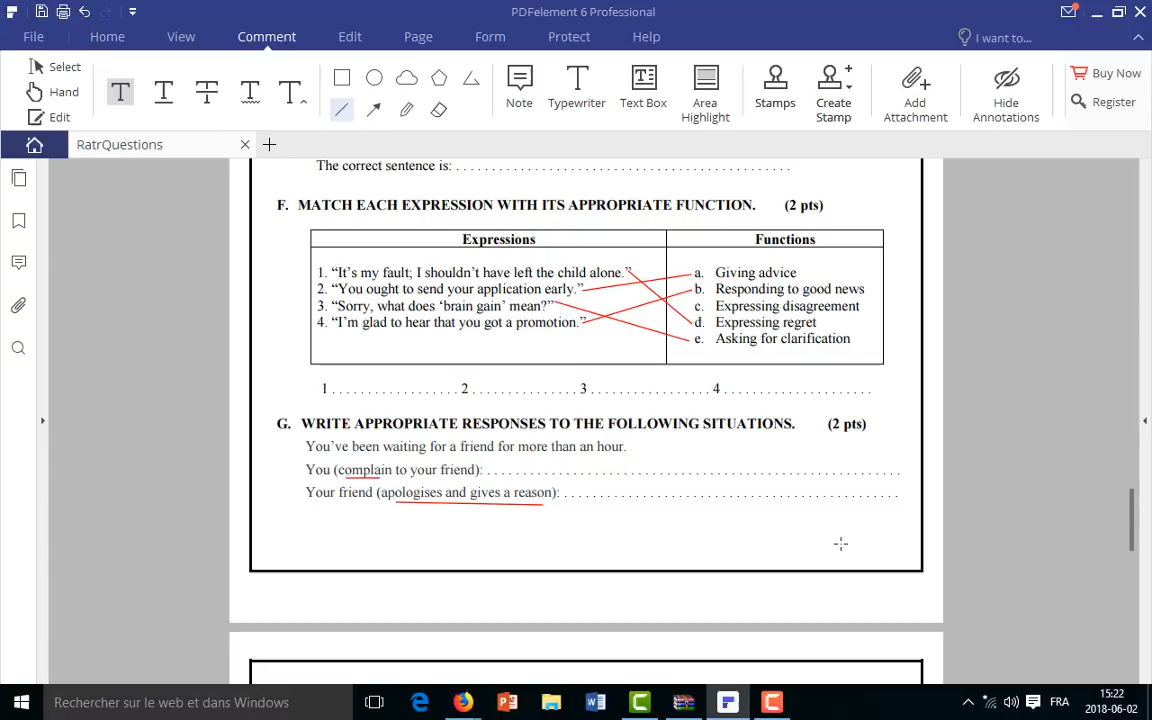 PDFelement 6 Professional
File Home View Comment Edit Page Form Protect Help I want to...
Select
Hand
Edit
T T T T T
Note Typewriter Text Box Area Highlight Stamps Create Stamp Add Attachment Hide Annotations
Buy Now
Register
RatrQuestions
The correct sentence is: . . . . . . . . . . . . . . . . . . . . . . . . . . . . . . . . . . . . . . . . . . . . . . . . . . .
F. MATCH EACH EXPRESSION WITH ITS APPROPRIATE FUNCTION. (2 pts)
Expressions Functions
1. “It’s my fault; I shouldn’t have left the child alone.” a. Giving advice
2. “You ought to send your application early.” b. Responding to good news
3. “Sorry, what does ‘brain gain’ mean?” c. Expressing disagreement
4. “I’m glad to hear that you got a promotion.” d. Expressing regret
e. Asking for clarification
1 . . . . . . . . . . . . . . . . . . . 2 . . . . . . . . . . . . . . . . 3 . . . . . . . . . . . . . . . . . . 4 . . . . . . . . . . . . . . . . . . . . . .
G. WRITE APPROPRIATE RESPONSES TO THE FOLLOWING SITUATIONS. (2 pts)
You’ve been waiting for a friend for more than an hour.
You (complain to your friend): . . . . . . . . . . . . . . . . . . . . . . . . . . . . . . . . . . . . . . . . . . . . . . . . . . . . . . . . . . . . . .
Your friend (apologises and gives a reason): . . . . . . . . . . . . . . . . . . . . . . . . . . . . . . . . . . . . . . . . . . . . . . . . . .
Rechercher sur le web et dans Windows
FRA
15:22
2018-06-02